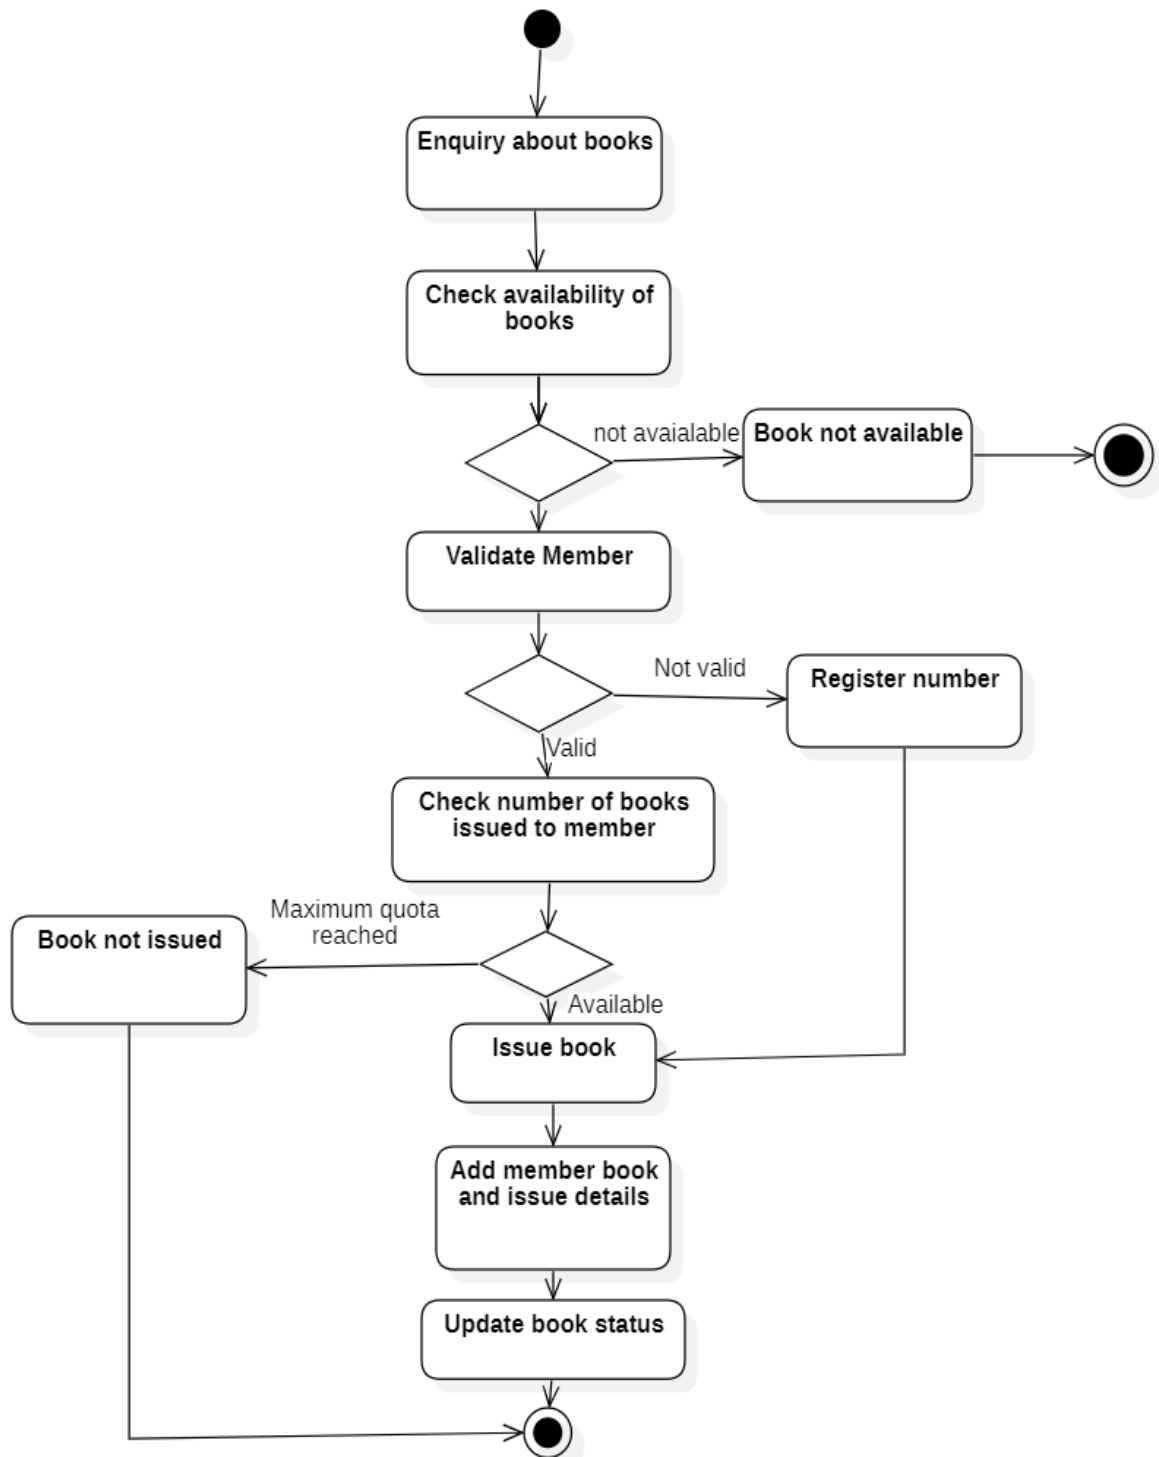 Enquiry about books
Check availability of
books
not avaialable
Book not available
Validate Member
Not valid
Register number
Valid
Check number of books
issued to member
Maximum quota
reached
Book not issued
Available
Issue book
Add member book
and issue details
Update book status